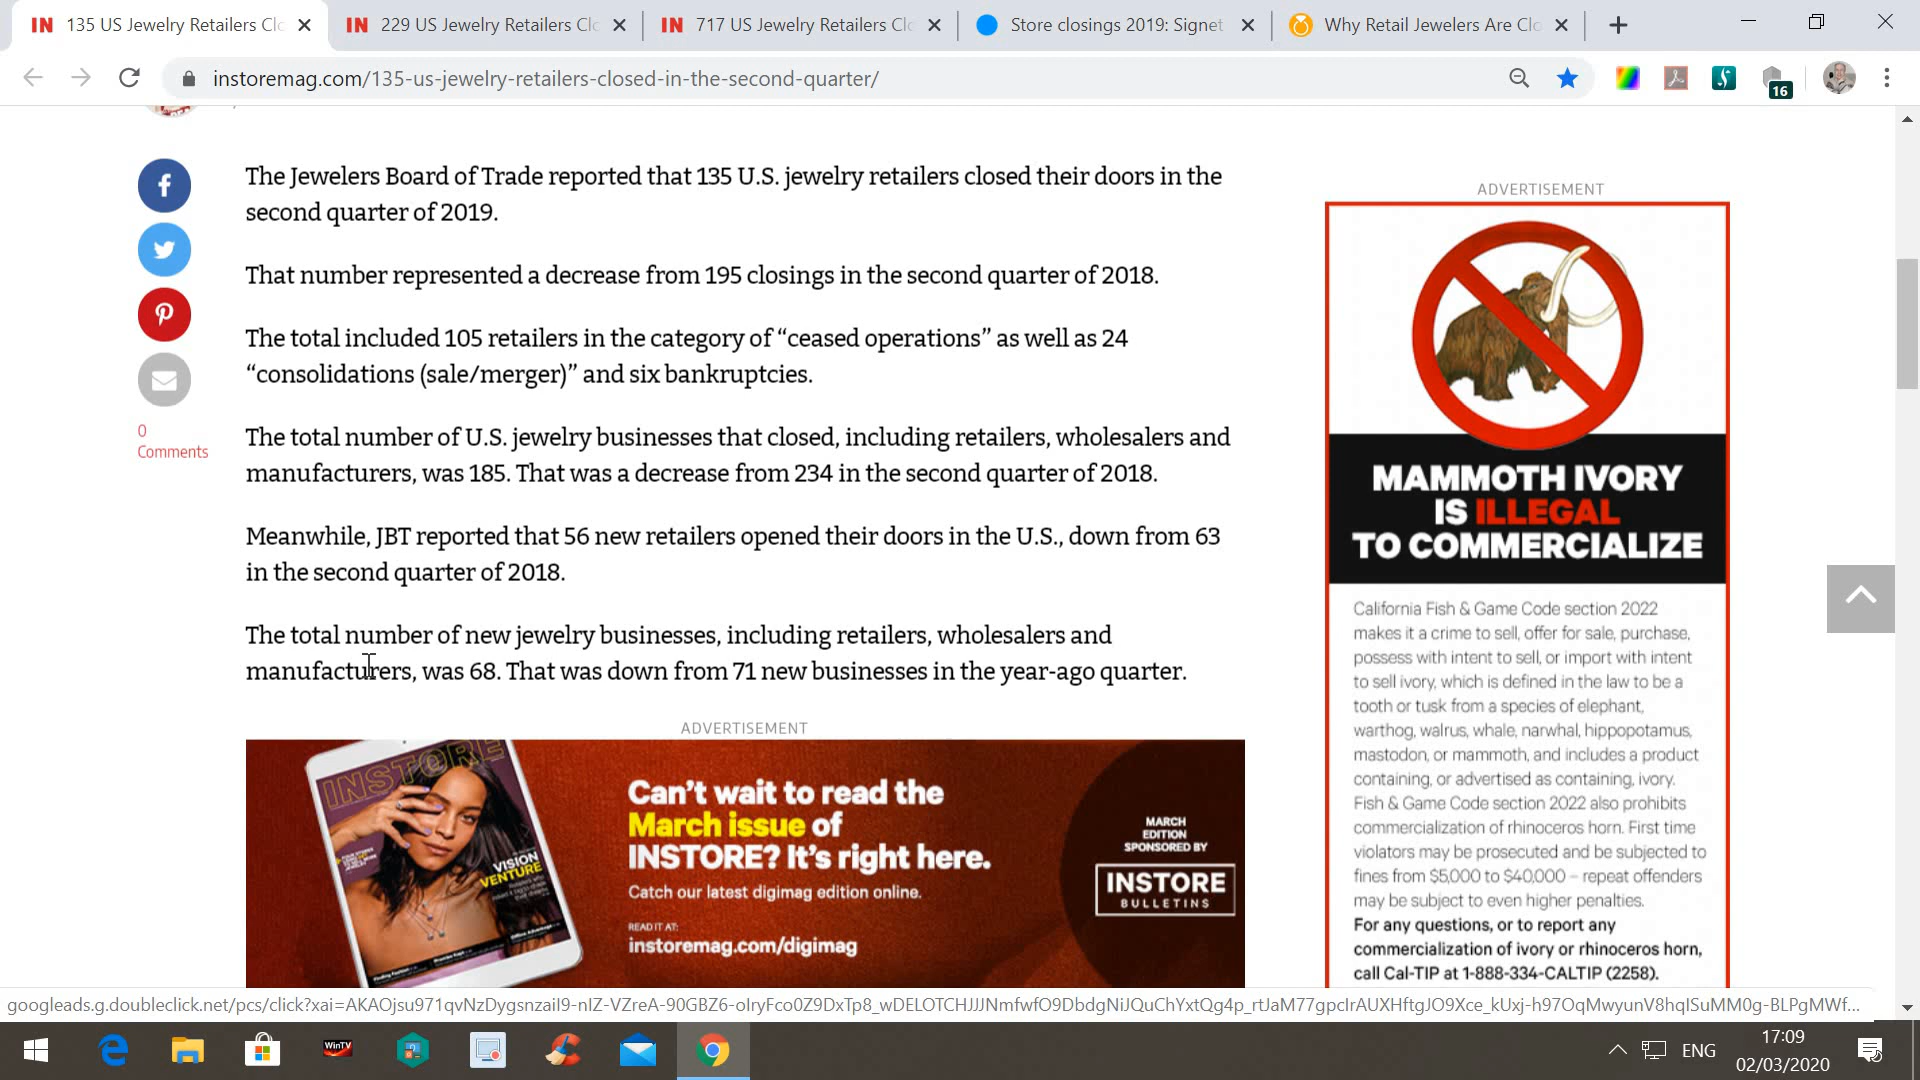 IN 135 US Jewelry Retailers Clo
IN 229 US Jewelry Retailers Clo
IN 717 US Jewelry Retailers Clo
Store closings 2019: Signet
Why Retail Jewelers Are Clo
instoremag.com/135-us-jewelry-retailers-closed-in-the-second-quarter/
16
The Jewelers Board of Trade reported that 135 U.S. jewelry retailers closed their doors in the
second quarter of 2019.
That number represented a decrease from 195 closings in the second quarter of 2018.
The total included 105 retailers in the category of “ceased operations” as well as 24
“consolidations (sale/merger)” and six bankruptcies.
0
Comments
The total number of U.S. jewelry businesses that closed, including retailers, wholesalers and
manufacturers, was 185. That was a decrease from 234 in the second quarter of 2018.
Meanwhile, JBT reported that 56 new retailers opened their doors in the U.S., down from 63
in the second quarter of 2018.
The total number of new jewelry businesses, including retailers, wholesalers and
manufacturers, was 68. That was down from 71 new businesses in the year-ago quarter.
ADVERTISEMENT
INSTORE
VISION
VENTURE
Can’t wait to read the
March issue of
INSTORE? It’s right here.
Catch our latest digimag edition online.
READ IT AT:
instoremag.com/digimag
MARCH
EDITION
SPONSORED BY
INSTORE
BULLETINS
ADVERTISEMENT
MAMMOTH IVORY
IS ILLEGAL
TO COMMERCIALIZE
California Fish & Game Code section 2022
makes it a crime to sell, offer for sale, purchase,
possess with intent to sell, or import with intent
to sell ivory, which is defined in the law to be a
tooth or tusk from a species of elephant,
warthog, walrus, whale, narwhal, hippopotamus,
mastodon, or mammoth, and includes a product
containing, or advertised as containing, ivory.
Fish & Game Code section 2022 also prohibits
commercialization of rhinoceros horn. First time
violators may be prosecuted and be subjected to
fines from $5,000 to $40,000 – repeat offenders
may be subject to even higher penalties.
For any questions, or to report any
commercialization of ivory or rhinoceros horn,
call Cal-TIP at 1-888-334-CALTIP (2258).
WinTV
ENG
17:09
02/03/2020